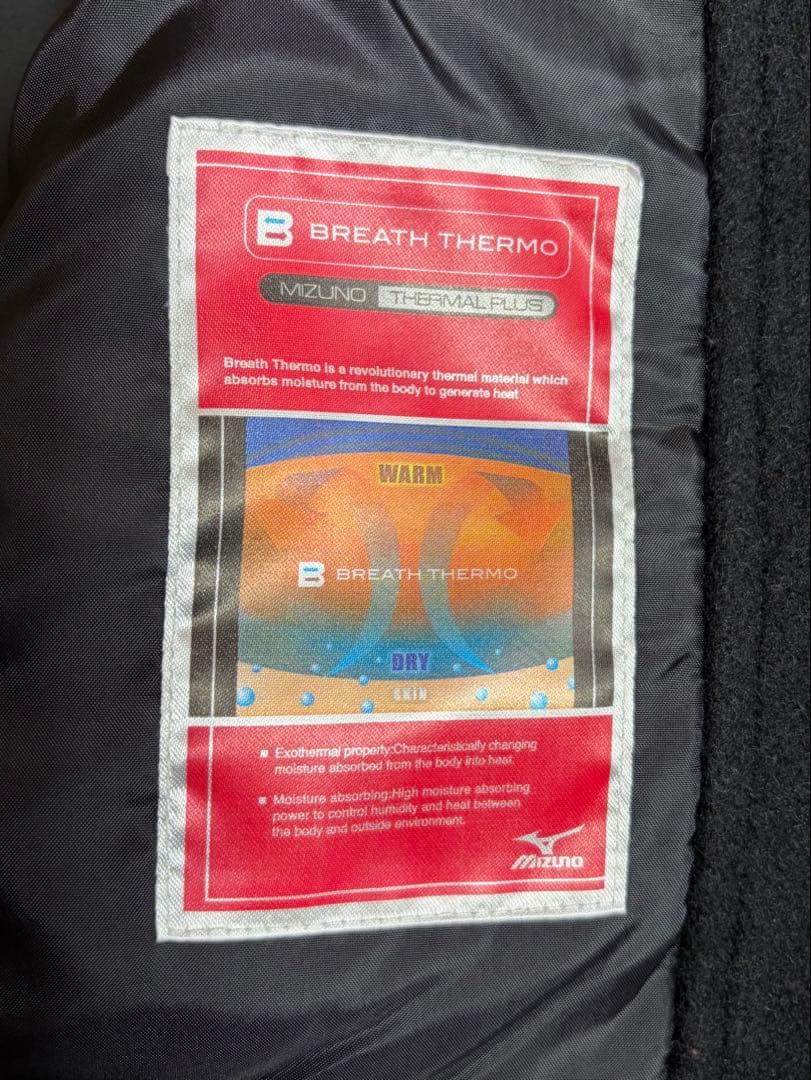 B BREATH THERMO
MIZUNO THERMAL PLUS
Breath Thermo is a revolutionary thermal material which
absorbs moisture from the body to generate heat
WARM
B BREATH THERMO
DRY
SKIN
Exothermal property:Characteristically changing
moisture absorbed from the body into heat.
Moisture absorbing:High moisture absorbing
power to control humidity and heat between
the body and outside environment.
MIZUNO